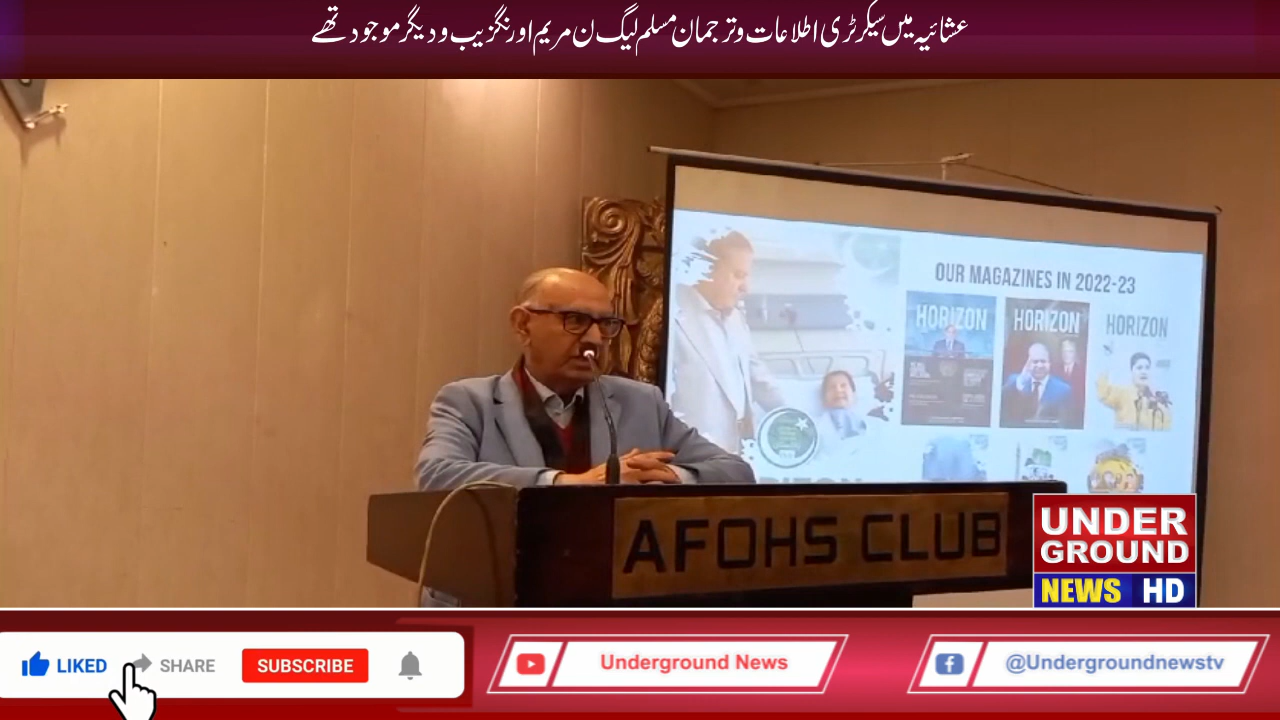 عشائیہ میں سیکرٹری اطلاعات و ترجمان مسلم لیگ ن مریم اورنگزیب و دیگر موجود تھے
OUR MAGAZINES IN 2022-23
HORIZON
HORIZON
HORIZON
AFOHS CLUB
UNDER
GROUND
NEWS HD
LIKED
SHARE
SUBSCRIBE
Underground News
@Undergroundnewstv